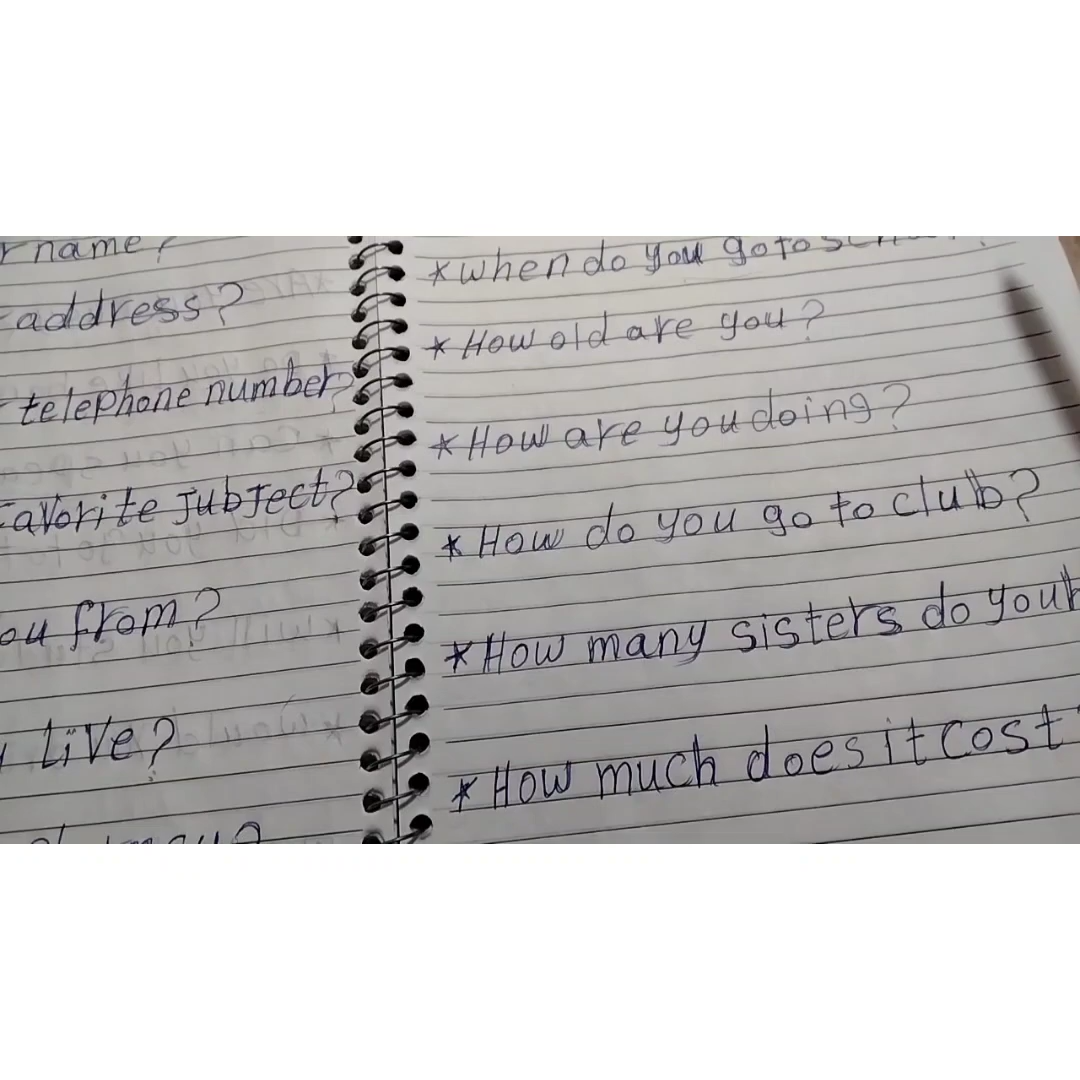 name?
address?
telephone number?
favorite subject?
from?
live?
*When do you go to
*How old are you?
*How are you doing?
*How do you go to club?
*How many sisters do you
*How much does it cost